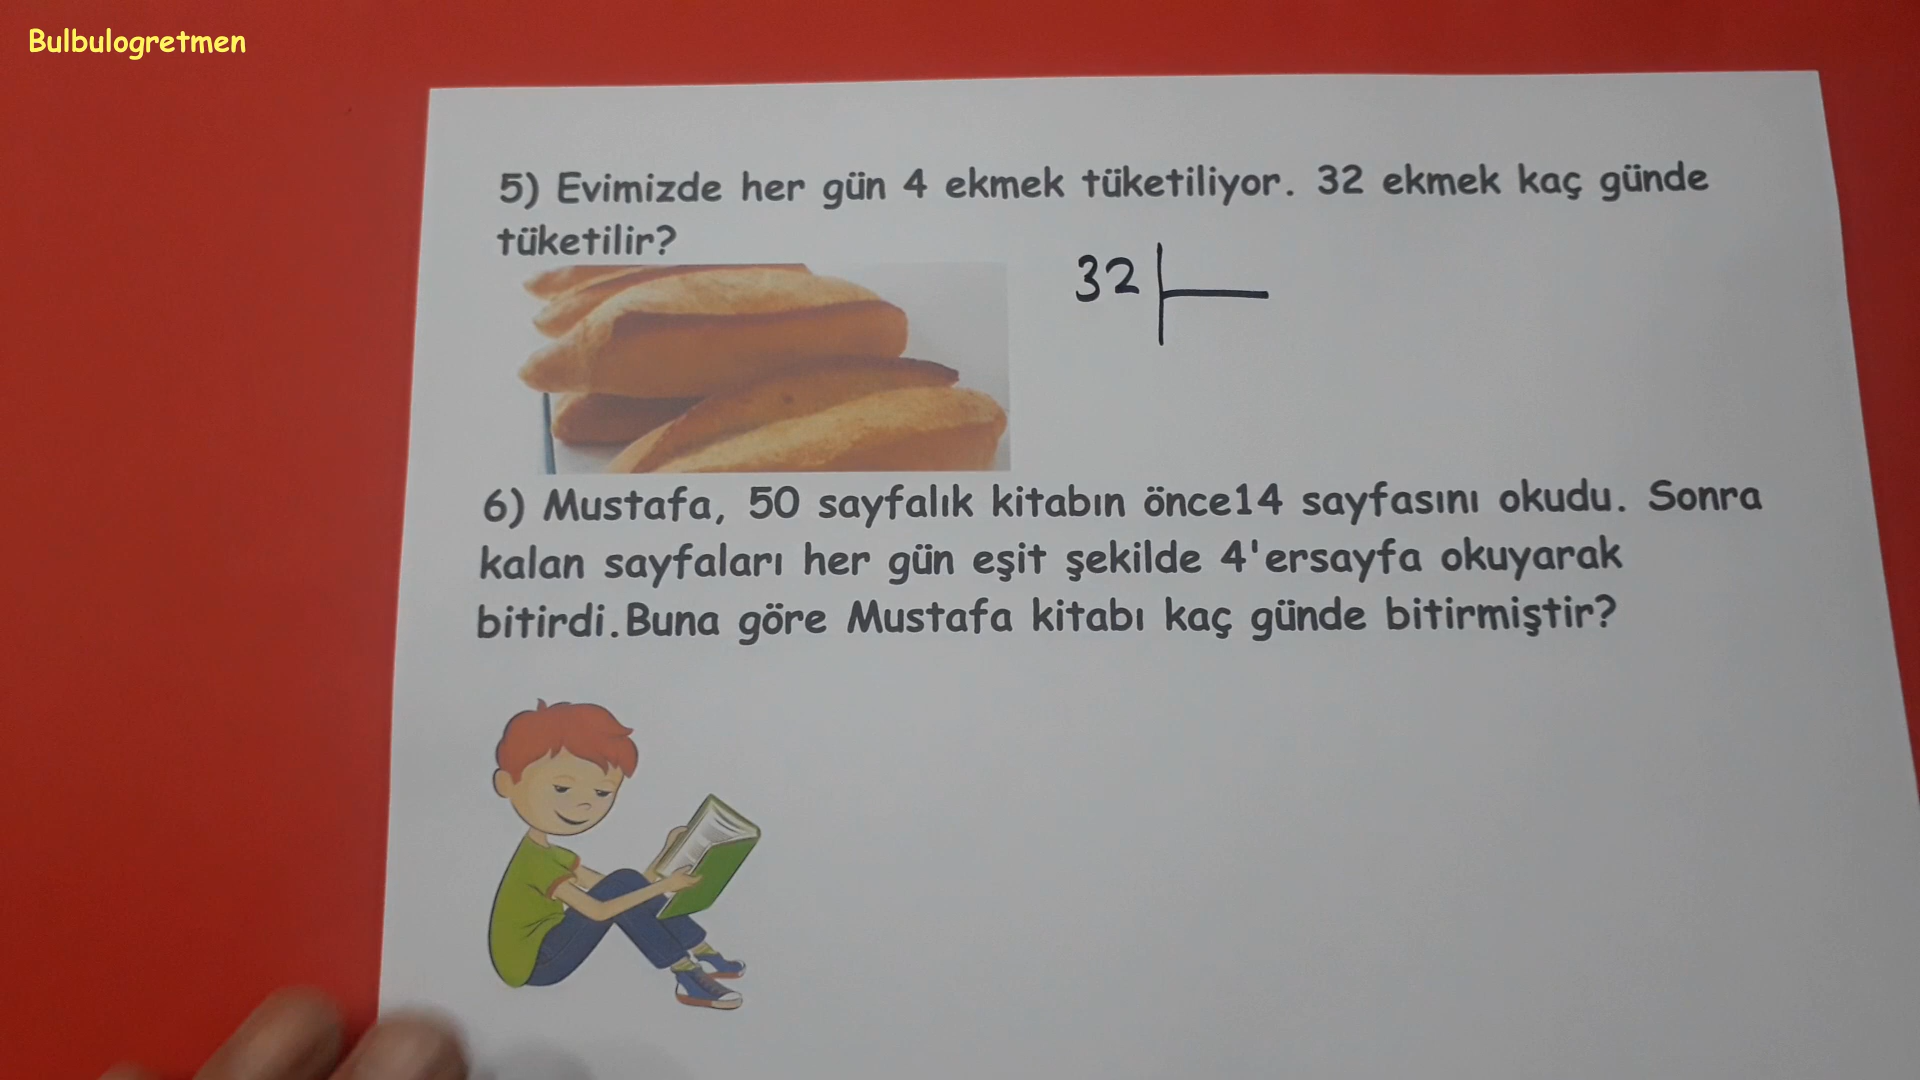 Bulbulogretmen
5) Evimizde her gün 4 ekmek tüketiliyor. 32 ekmek kaç günde
tüketilir?
32
6) Mustafa, 50 sayfalık kitabın önce14 sayfasını okudu. Sonra
kalan sayfaları her gün eşit şekilde 4'ersayfa okuyarak
bitirdi.Buna göre Mustafa kitabı kaç günde bitirmiştir?